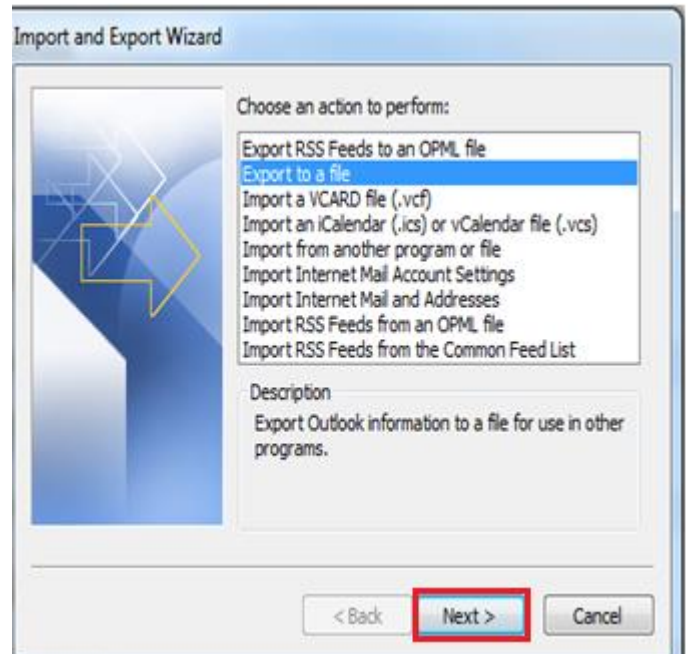 Import and Export Wizard
Choose an action to perform:
Export RSS Feeds to an OPML file
Export to a file
Import a VCARD file (.vcf)
Import an iCalendar (.ics) or vCalendar file (.vcs)
Import from another program or file
Import Internet Mail Account Settings
Import Internet Mail and Addresses
Import RSS Feeds from an OPML file
Import RSS Feeds from the Common Feed List
Description
Export Outlook information to a file for use in other
programs.
< Back Next > Cancel